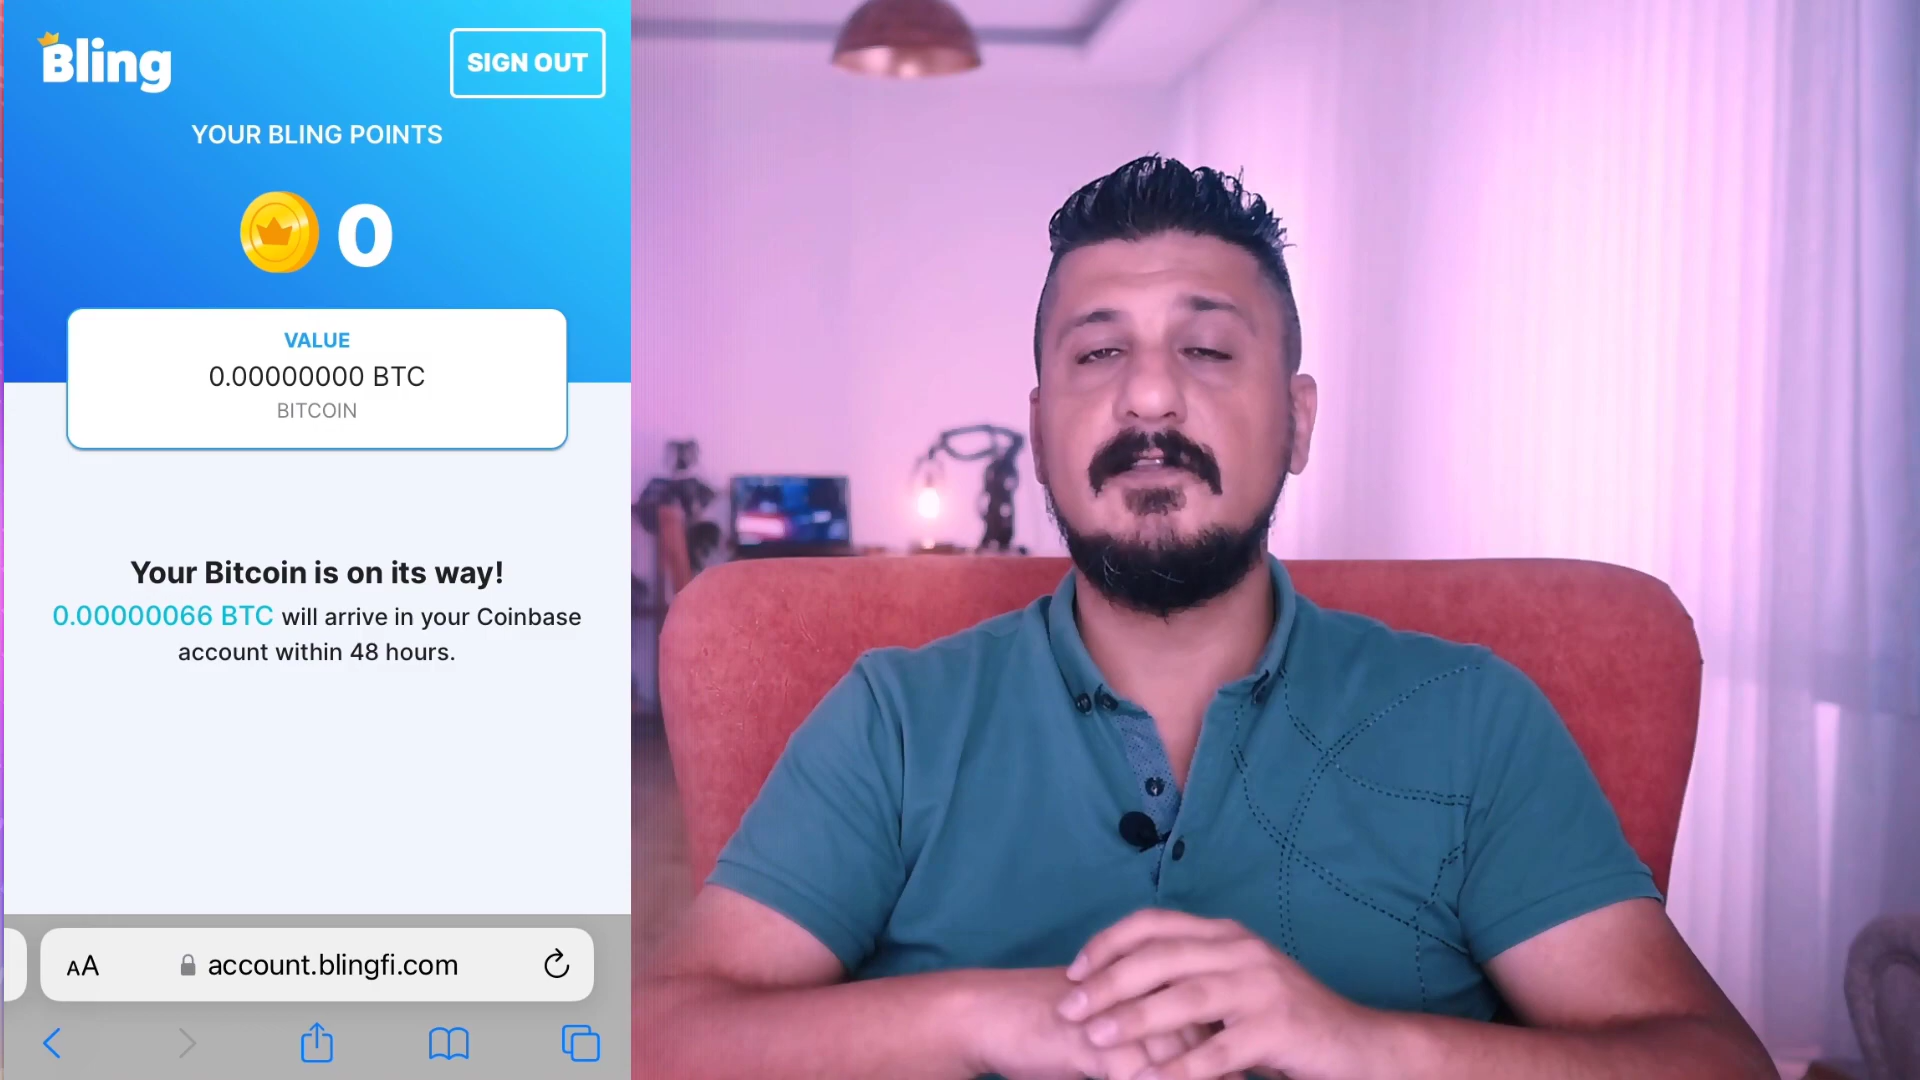 Bling
SIGN OUT
YOUR BLING POINTS
0
VALUE
0.00000000 BTC
BITCOIN
Your Bitcoin is on its way!
0.00000066 BTC will arrive in your Coinbase
account within 48 hours.
AA
account.blingfi.com